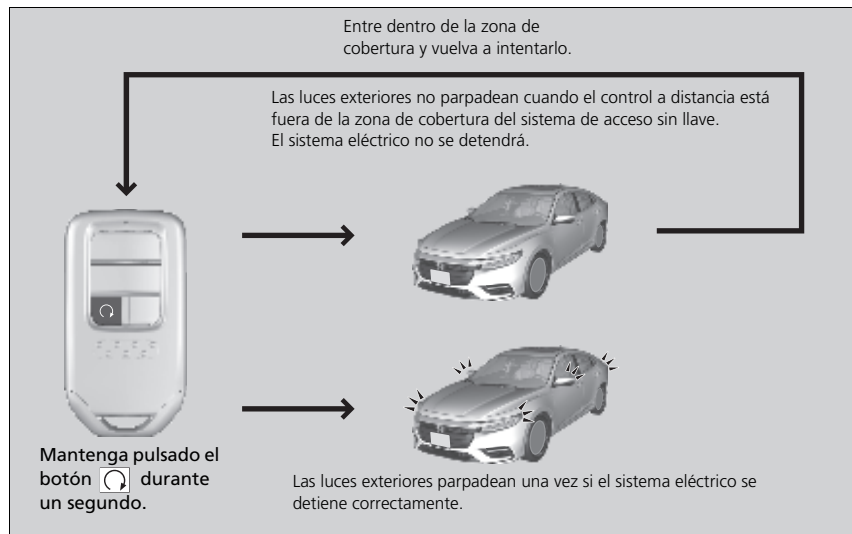 Entre dentro de la zona de
cobertura y vuelva a intentarlo.
Las luces exteriores no parpadean cuando el control a distancia está
fuera de la zona de cobertura del sistema de acceso sin llave.
El sistema eléctrico no se detendrá.
Mantenga pulsado el
botón durante
un segundo.
Las luces exteriores parpadean una vez si el sistema eléctrico se
detiene correctamente.